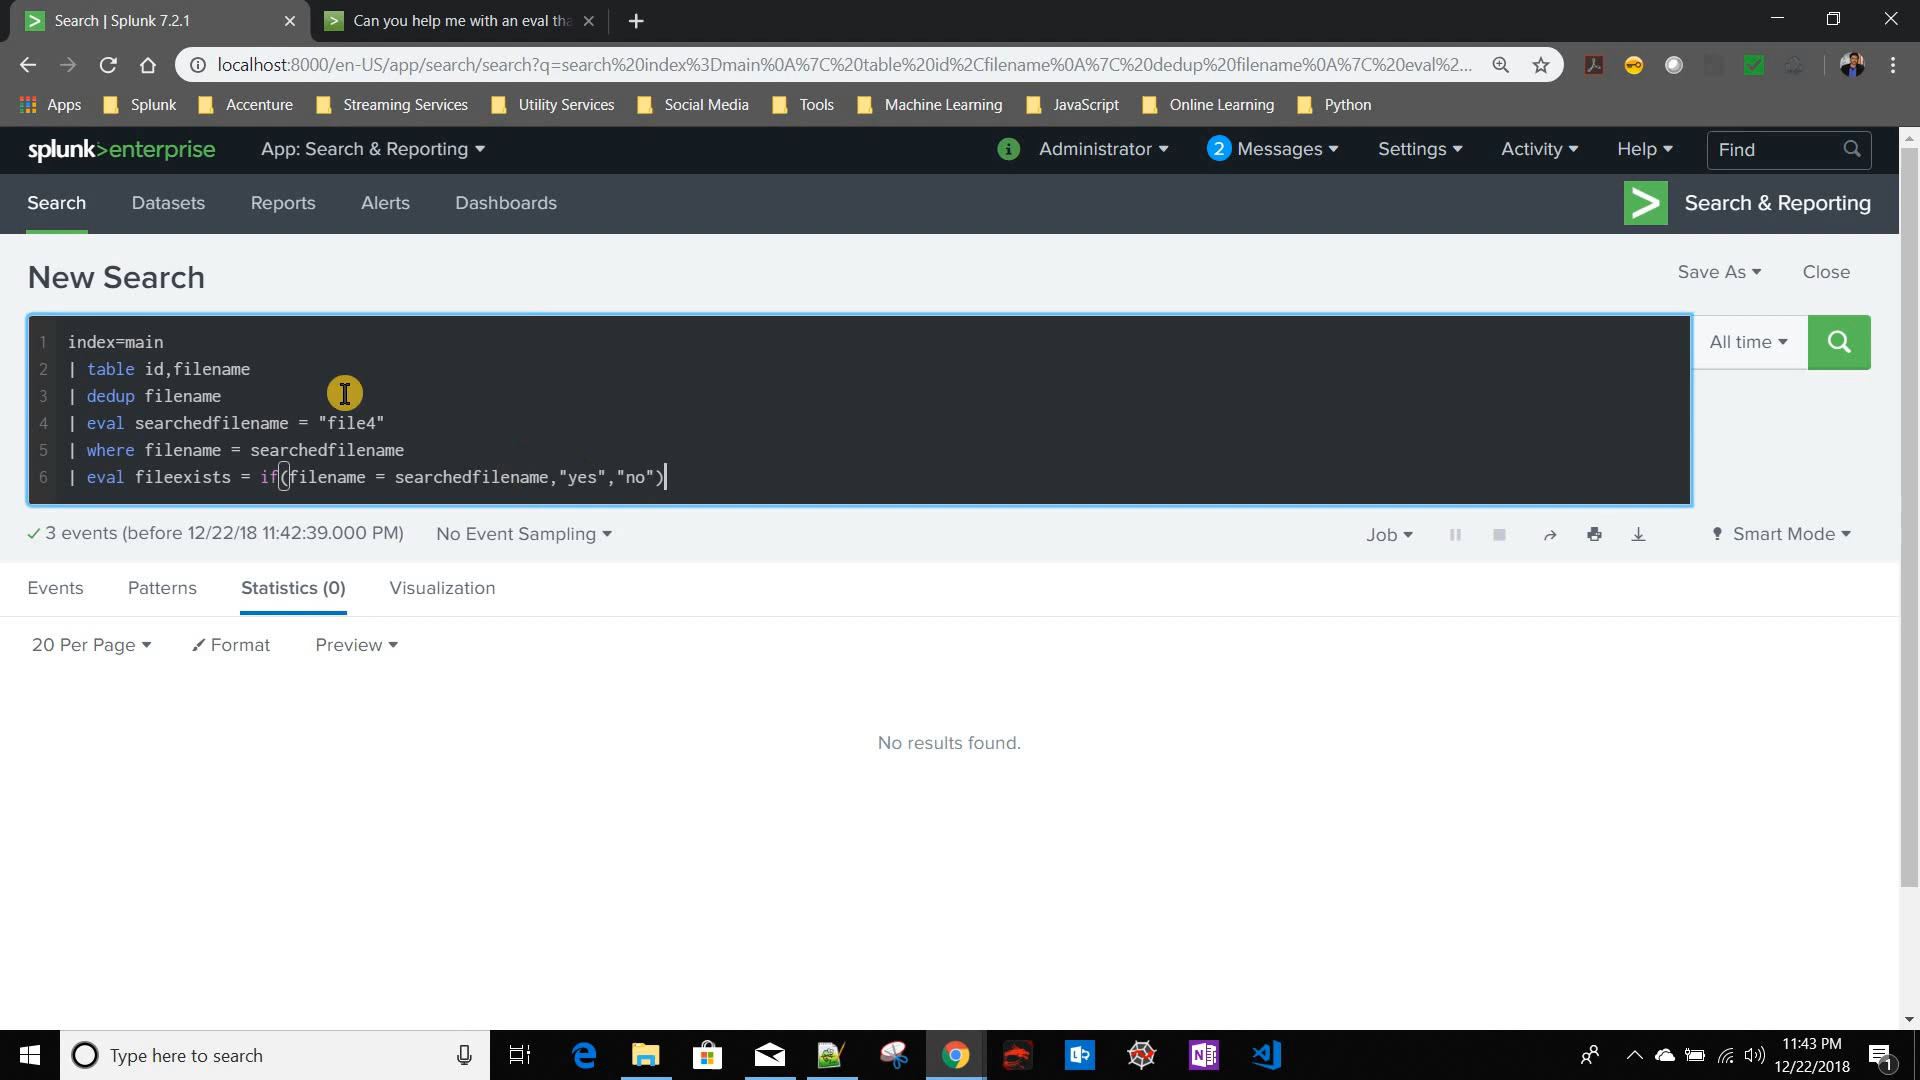 Search | Splunk 7.2.1
Can you help me with an eval tha
localhost:8000/en-US/app/search/search?q=search%20index%3Dmain%0A%7C%20table%20id%2Cfilename%0A%7C%20dedup%20filename%0A%7C%20eval%2...
Apps Splunk Accenture Streaming Services Utility Services Social Media Tools Machine Learning JavaScript Online Learning Python
splunk>enterprise App: Search & Reporting Administrator 2 Messages Settings Activity Help Find
Search Datasets Reports Alerts Dashboards Search & Reporting
New Search
Save As Close
1 index=main
2 | table id,filename
3 | dedup filename
4 | eval searchedfilename = "file4"
5 | where filename = searchedfilename
6 | eval fileexists = if(filename = searchedfilename,"yes","no")
All time
3 events (before 12/22/18 11:42:39.000 PM) No Event Sampling Job Smart Mode
Events Patterns Statistics (0) Visualization
20 Per Page Format Preview
No results found.
Type here to search
11:43 PM
12/22/2018
1